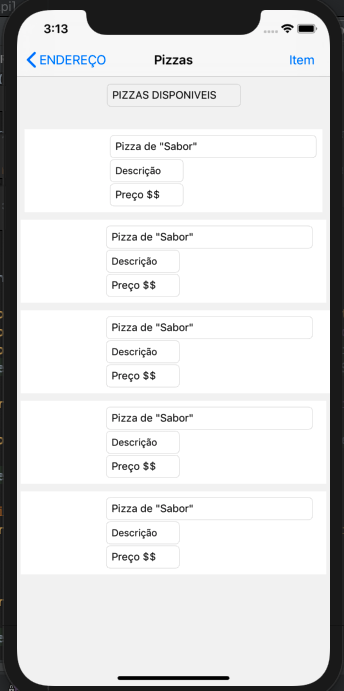 3:13
ENDEREÇO Pizzas Item
PIZZAS DISPONIVEIS
Pizza de "Sabor"
Descrição
Preço $$
Pizza de "Sabor"
Descrição
Preço $$
Pizza de "Sabor"
Descrição
Preço $$
Pizza de "Sabor"
Descrição
Preço $$
Pizza de "Sabor"
Descrição
Preço $$